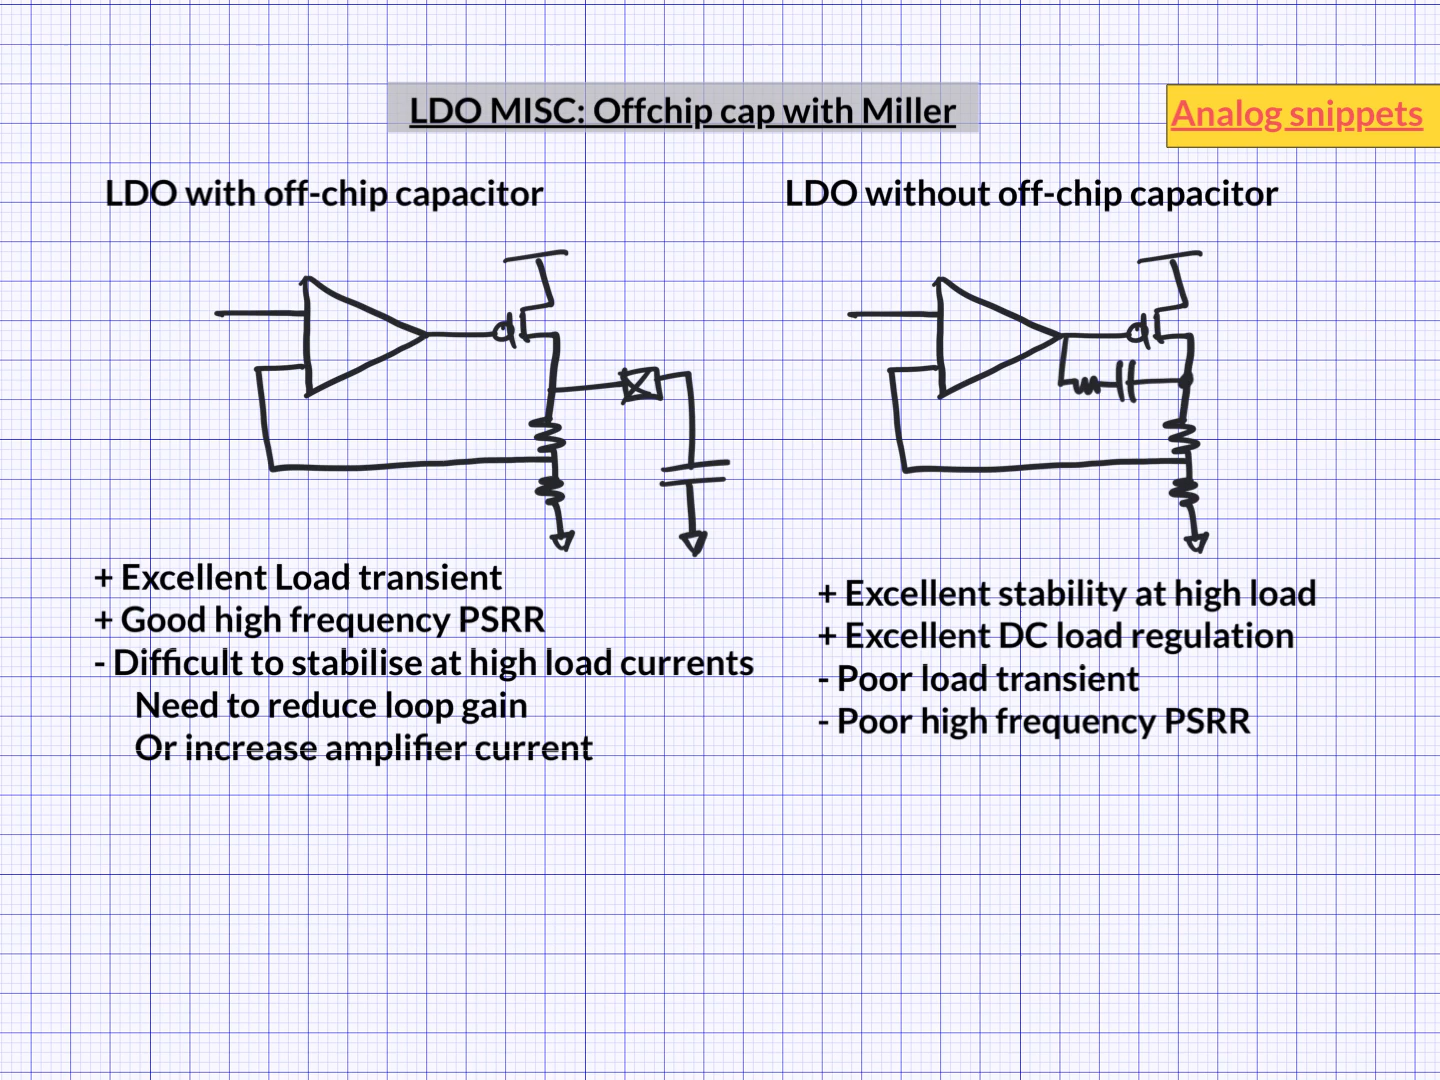 LDO MISC: Offchip cap with Miller
Analog snippets
LDO with off-chip capacitor
LDO without off-chip capacitor
+ Excellent Load transient
+ Good high frequency PSRR
- Difficult to stabilise at high load currents
Need to reduce loop gain
Or increase amplifier current
+ Excellent stability at high load
+ Excellent DC load regulation
- Poor load transient
- Poor high frequency PSRR